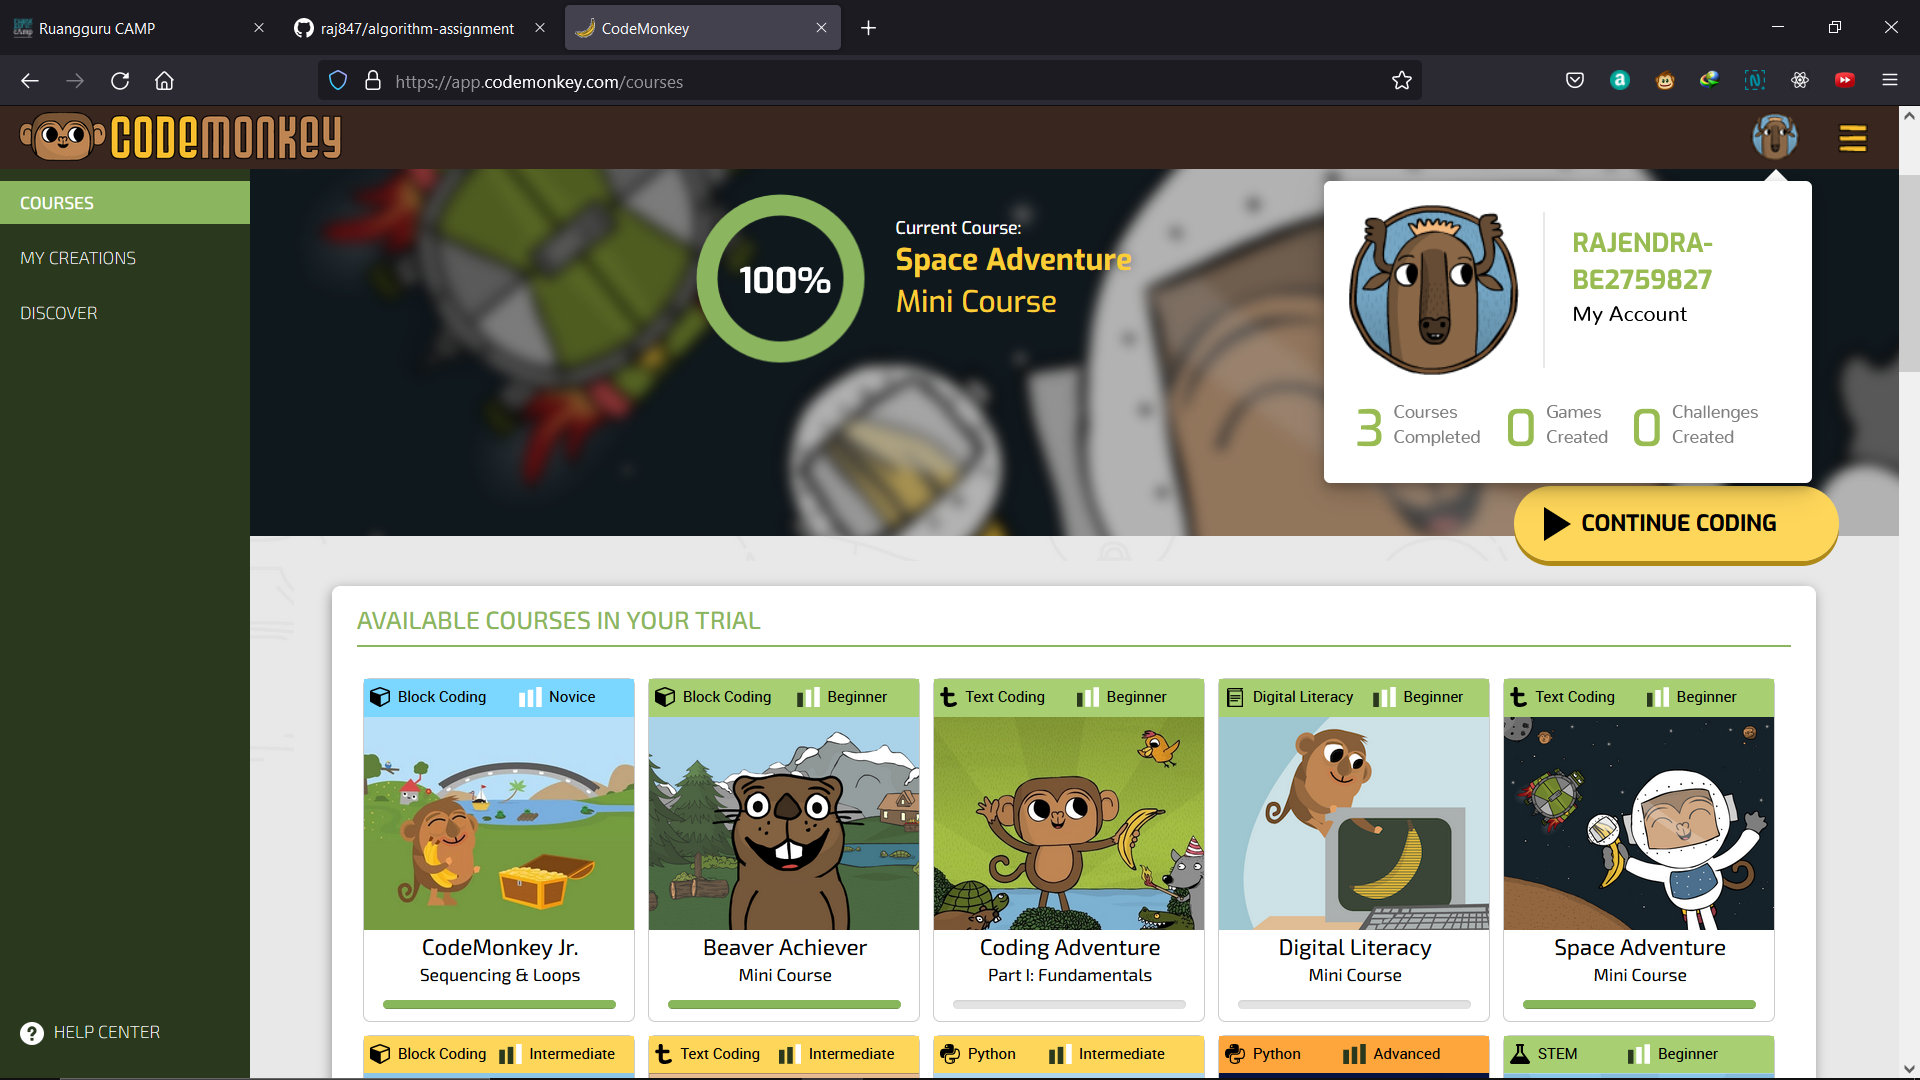 Ruangguru CAMP
raj847/algorithm-assignment
CodeMonkey
https://app.codemonkey.com/courses
CODEMONKEY
COURSES
MY CREATIONS
DISCOVER
HELP CENTER
100%
Current Course:
Space Adventure
Mini Course
RAJENDRA-
BE2759827
My Account
3 Courses Completed
0 Games Created
0 Challenges Created
CONTINUE CODING
AVAILABLE COURSES IN YOUR TRIAL
Block Coding Novice
CodeMonkey Jr.
Sequencing & Loops
Block Coding Beginner
Beaver Achiever
Mini Course
Text Coding Beginner
Coding Adventure
Part I: Fundamentals
Digital Literacy Beginner
Digital Literacy
Mini Course
Text Coding Beginner
Space Adventure
Mini Course
Block Coding Intermediate
Text Coding Intermediate
Python Intermediate
Python Advanced
STEM Beginner